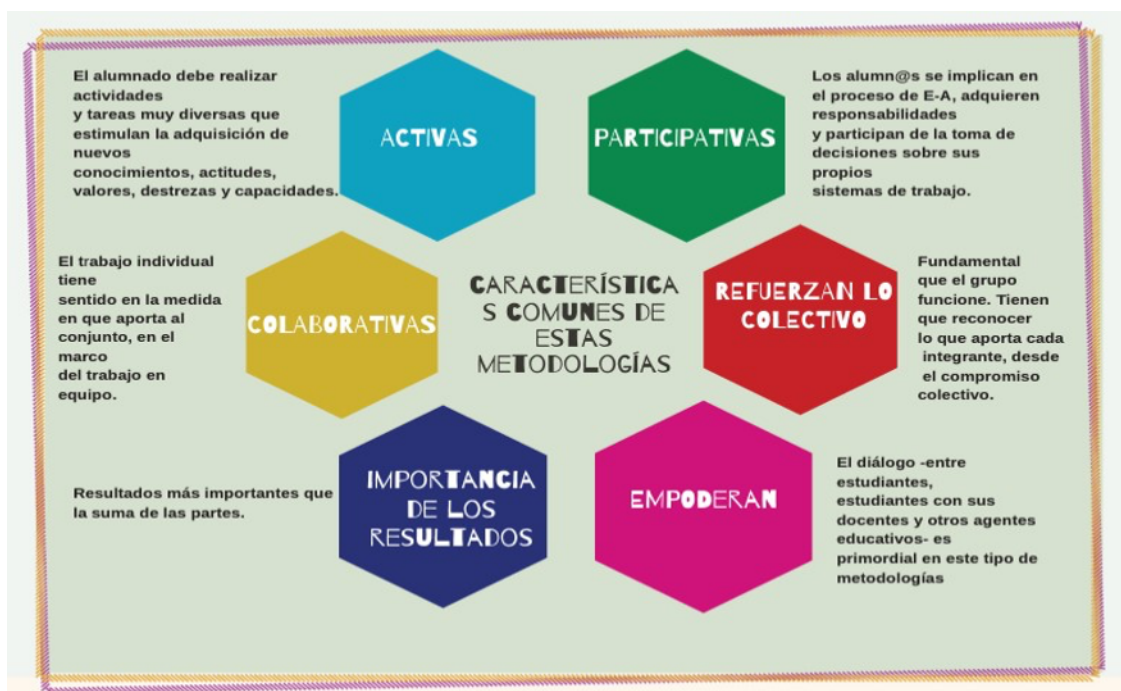 El alumnado debe realizar
actividades
y tareas muy diversas que
estimulan la adquisición de
nuevos
conocimientos, actitudes,
valores, destrezas y capacidades.
ACTIVAS
PARTICIPATIVAS
Los alumn@s se implican en
el proceso de E-A, adquieren
responsabilidades
y participan de la toma de
decisiones sobre sus
propios
sistemas de trabajo.
El trabajo individual
tiene
sentido en la medida
en que aporta al
conjunto, en el
marco
del trabajo en
equipo.
COLABORATIVAS
CARACTERÍSTICA
S COMUNES DE
ESTAS
METODOLOGÍAS
REFUERZAN LO
COLECTIVO
Fundamental
que el grupo
funcione. Tienen
que reconocer
lo que aporta cada
integrante, desde
el compromiso
colectivo.
Resultados más importantes que
la suma de las partes.
IMPORTANCIA
DE LOS
RESULTADOS
EMPODERAN
El diálogo -entre
estudiantes,
estudiantes con sus
docentes y otros agentes
educativos- es
primordial en este tipo de
metodologías